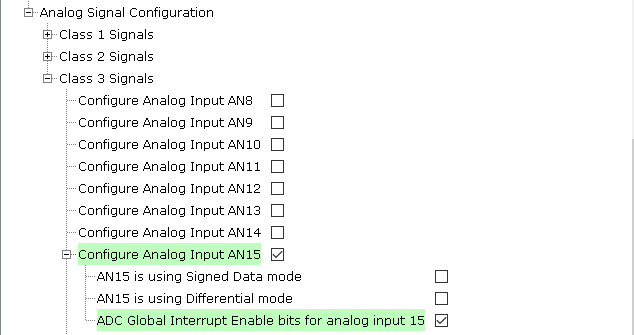 Analog Signal Configuration
Class 1 Signals
Class 2 Signals
Class 3 Signals
Configure Analog Input AN8
Configure Analog Input AN9
Configure Analog Input AN10
Configure Analog Input AN11
Configure Analog Input AN12
Configure Analog Input AN13
Configure Analog Input AN14
Configure Analog Input AN15
AN15 is using Signed Data mode
AN15 is using Differential mode
ADC Global Interrupt Enable bits for analog input 15